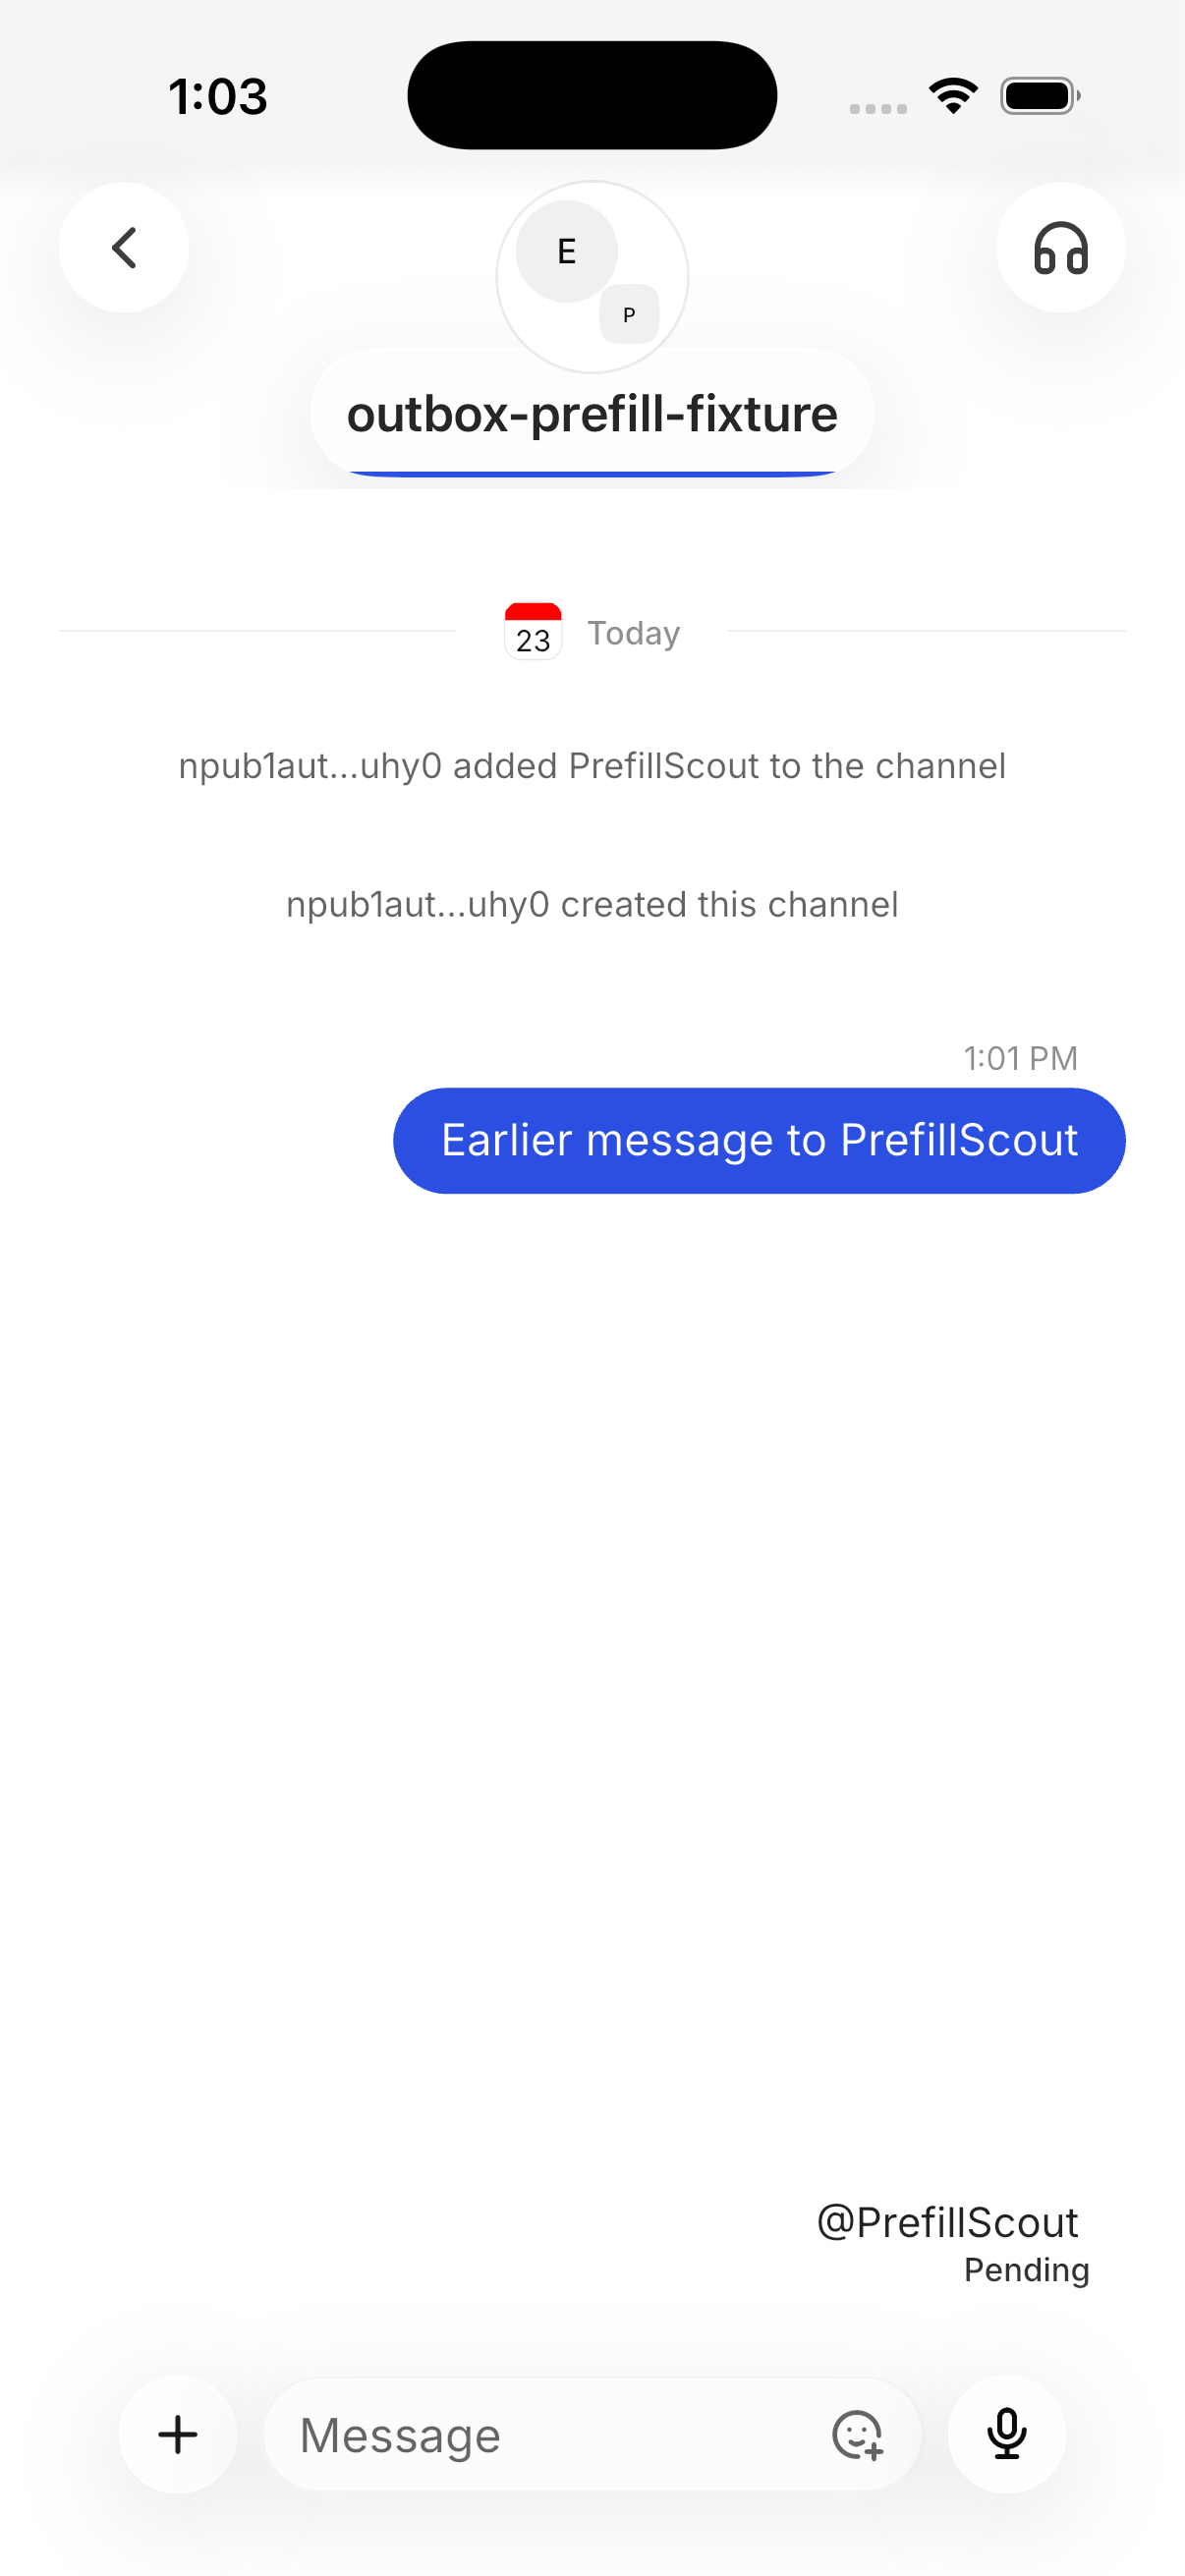 1:03
E
P
outbox-prefill-fixture
23 Today
npub1aut...uhy0 added PrefillScout to the channel
npub1aut...uhy0 created this channel
1:01 PM
Earlier message to PrefillScout
@PrefillScout
Pending
Message